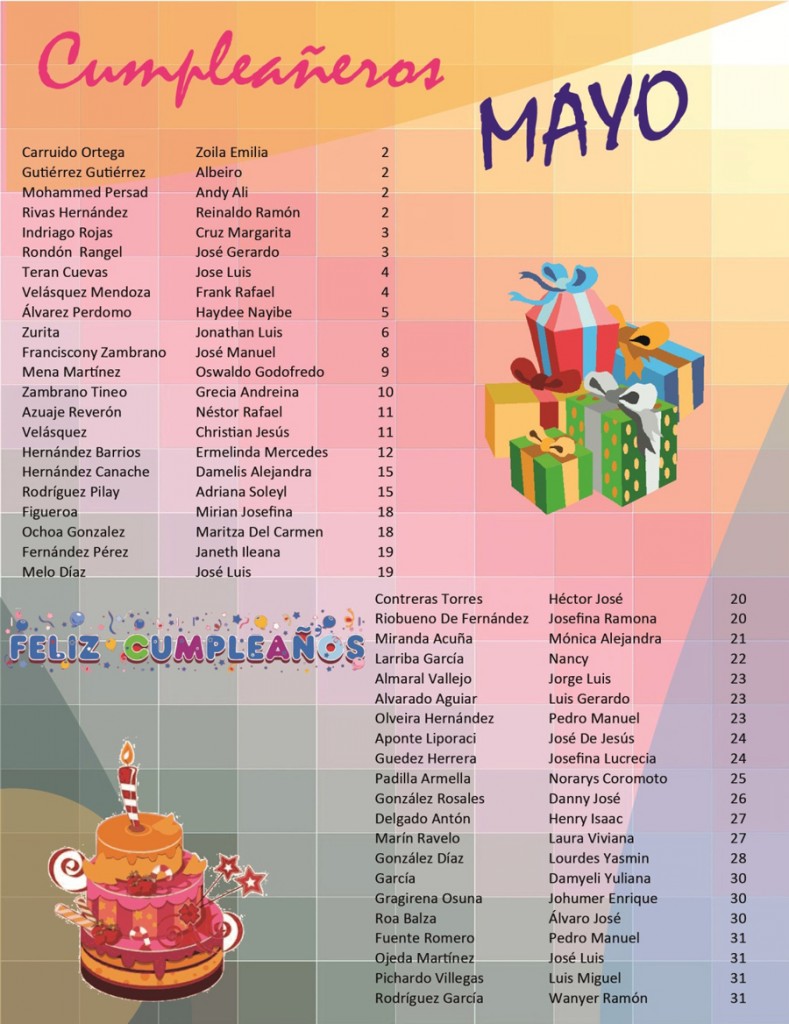 Cumpleañeros
MAYO
Carruido Ortega Zoila Emilia 2
Gutiérrez Gutiérrez Albeiro 2
Mohammed Persad Andy Ali 2
Rivas Hernández Reinaldo Ramón 2
Indriago Rojas Cruz Margarita 3
Rondón Rangel José Gerardo 3
Teran Cuevas Jose Luis 4
Velásquez Mendoza Frank Rafael 4
Álvarez Perdomo Haydee Nayibe 5
Zurita Jonathan Luis 6
Franciscony Zambrano José Manuel 8
Mena Martínez Oswaldo Godofredo 9
Zambrano Tineo Grecia Andreina 10
Azuaje Reverón Néstor Rafael 11
Velásquez Christian Jesús 11
Hernández Barrios Ermelinda Mercedes 12
Hernández Canache Damelis Alejandra 15
Rodríguez Pilay Adriana Soleyl 15
Figueroa Mirian Josefina 18
Ochoa Gonzalez Maritza Del Carmen 18
Fernández Pérez Janeth Ileana 19
Melo Díaz José Luis 19
FELIZ CUMPLEAÑOS
Contreras Torres Héctor José 20
Riobueno De Fernández Josefina Ramona 20
Miranda Acuña Mónica Alejandra 21
Larriba García Nancy 22
Almaral Vallejo Jorge Luis 23
Alvarado Aguiar Luis Gerardo 23
Olveira Hernández Pedro Manuel 23
Aponte Liporaci José De Jesús 24
Guedez Herrera Josefina Lucrecia 24
Padilla Armella Norarys Coromoto 25
González Rosales Danny José 26
Delgado Antón Henry Isaac 27
Marín Ravelo Laura Viviana 27
González Díaz Lourdes Yasmin 28
García Damyeli Yuliana 30
Gragirena Osuna Johumer Enrique 30
Roa Balza Álvaro José 30
Fuente Romero Pedro Manuel 31
Ojeda Martínez José Luis 31
Pichardo Villegas Luis Miguel 31
Rodríguez García Wanyer Ramón 31